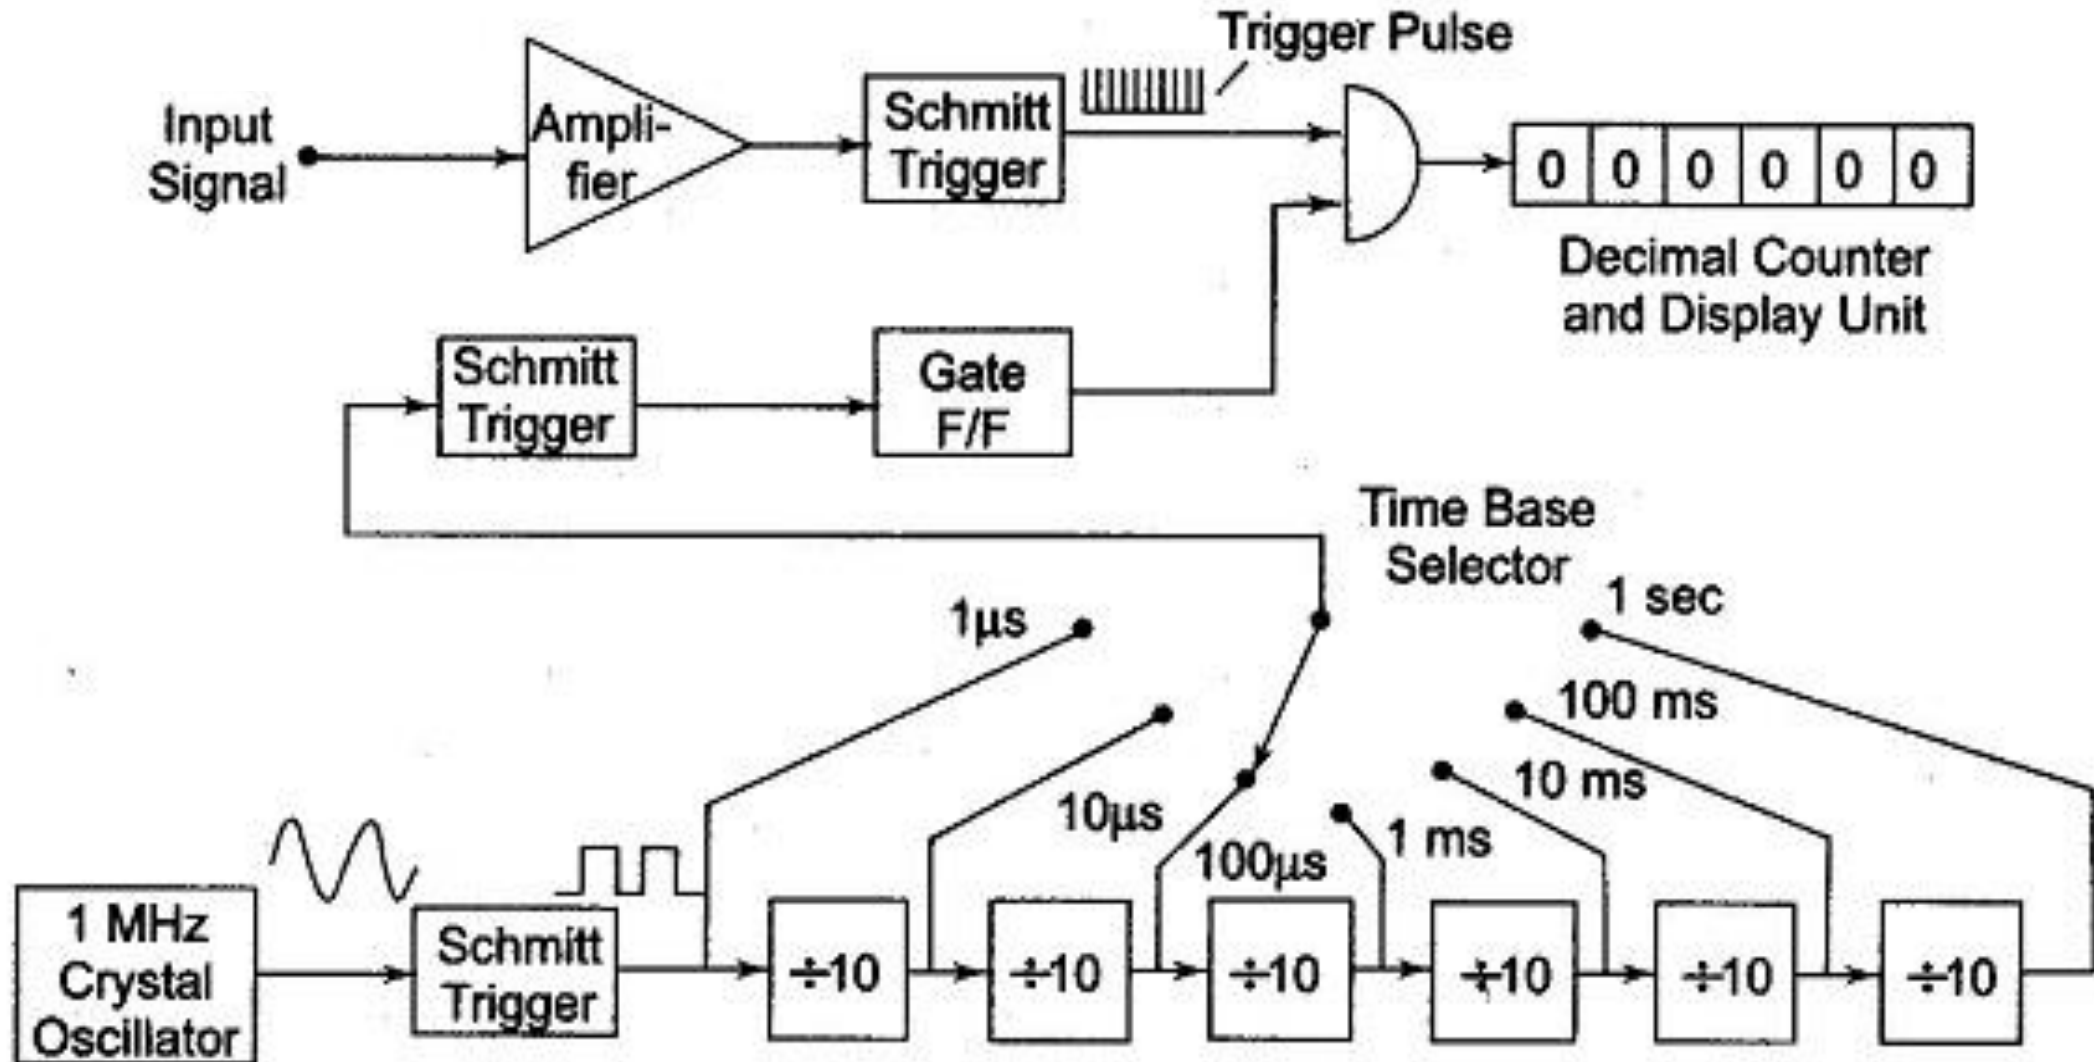 Trigger Pulse
Input
Signal
Ampli-
fier
Schmitt
Trigger
0 0 0 0 0 0
Decimal Counter
and Display Unit
Schmitt
Trigger
Gate
F/F
Time Base
Selector
1μs
1 sec
100 ms
10μs
10 ms
100μs
1 ms
1 MHz
Crystal
Oscillator
Schmitt
Trigger
÷10
÷10
÷10
÷10
÷10
÷10